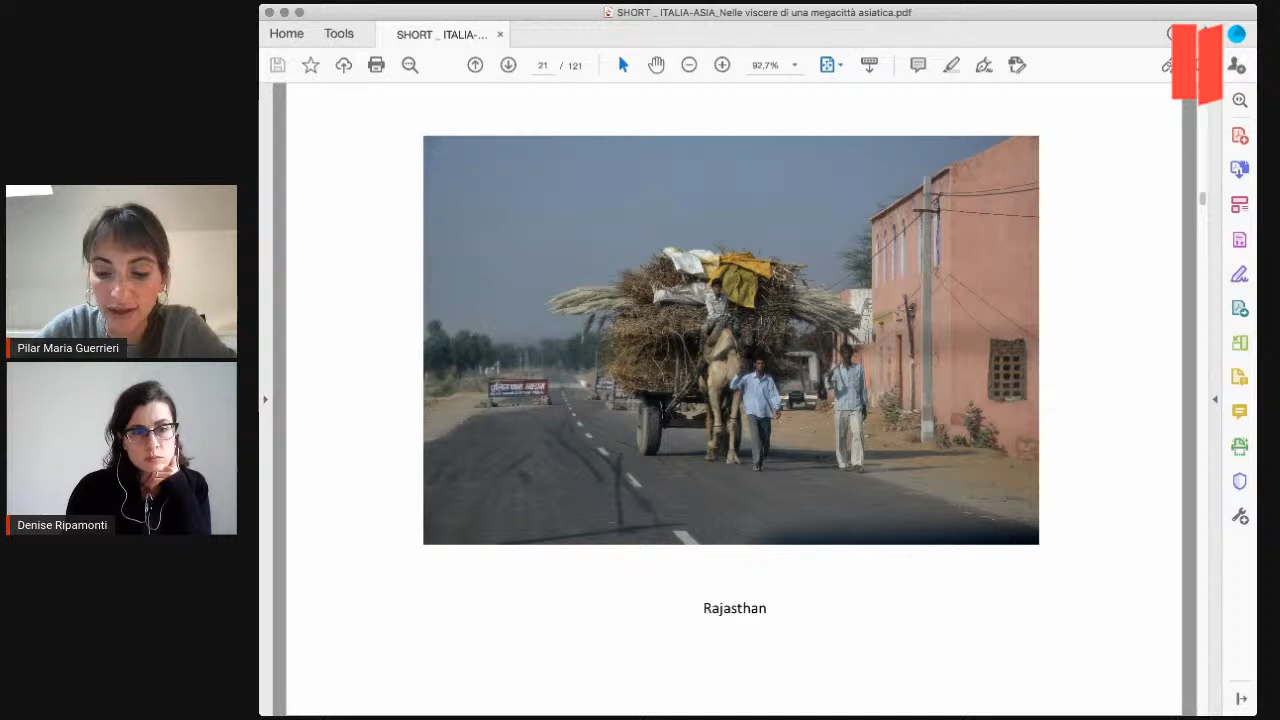 SHORT _ ITALIA-ASIA_Nelle viscere di una megacittà asiatica.pdf
Home Tools SHORT _ ITALIA-... ×
21 / 121 92,7%
Pilar Maria Guerrieri
Denise Ripamonti
Rajasthan